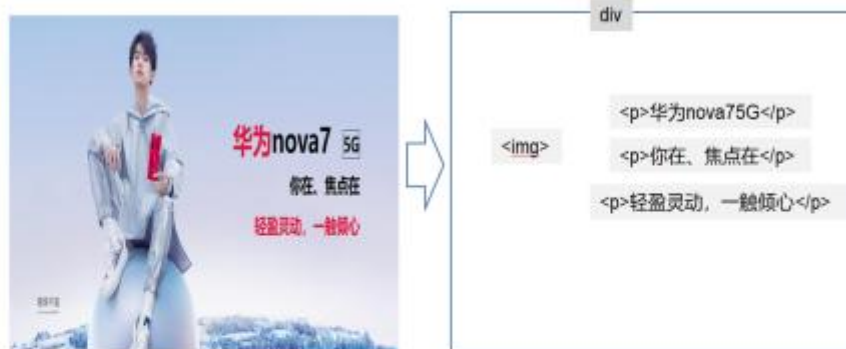 华为nova7 5G
你在、焦点在
轻盈灵动，一触倾心
div
<img>
<p>华为nova75G</p>
<p>你在、焦点在</p>
<p>轻盈灵动，一触倾心</p>